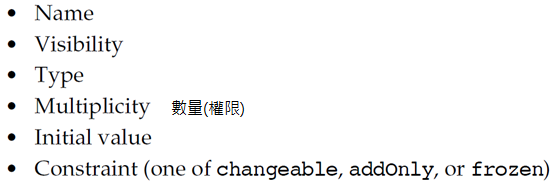 • Name
• Visibility
• Type
• Multiplicity 數量(權限)
• Initial value
• Constraint (one of changeable, addOnly, or frozen)